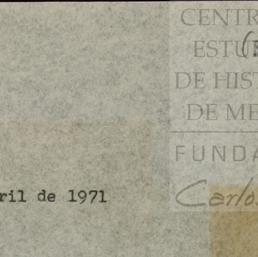 CENTR
ESTU
DE HIST
DE ME
FUNDA
Carlos
ril de 1971